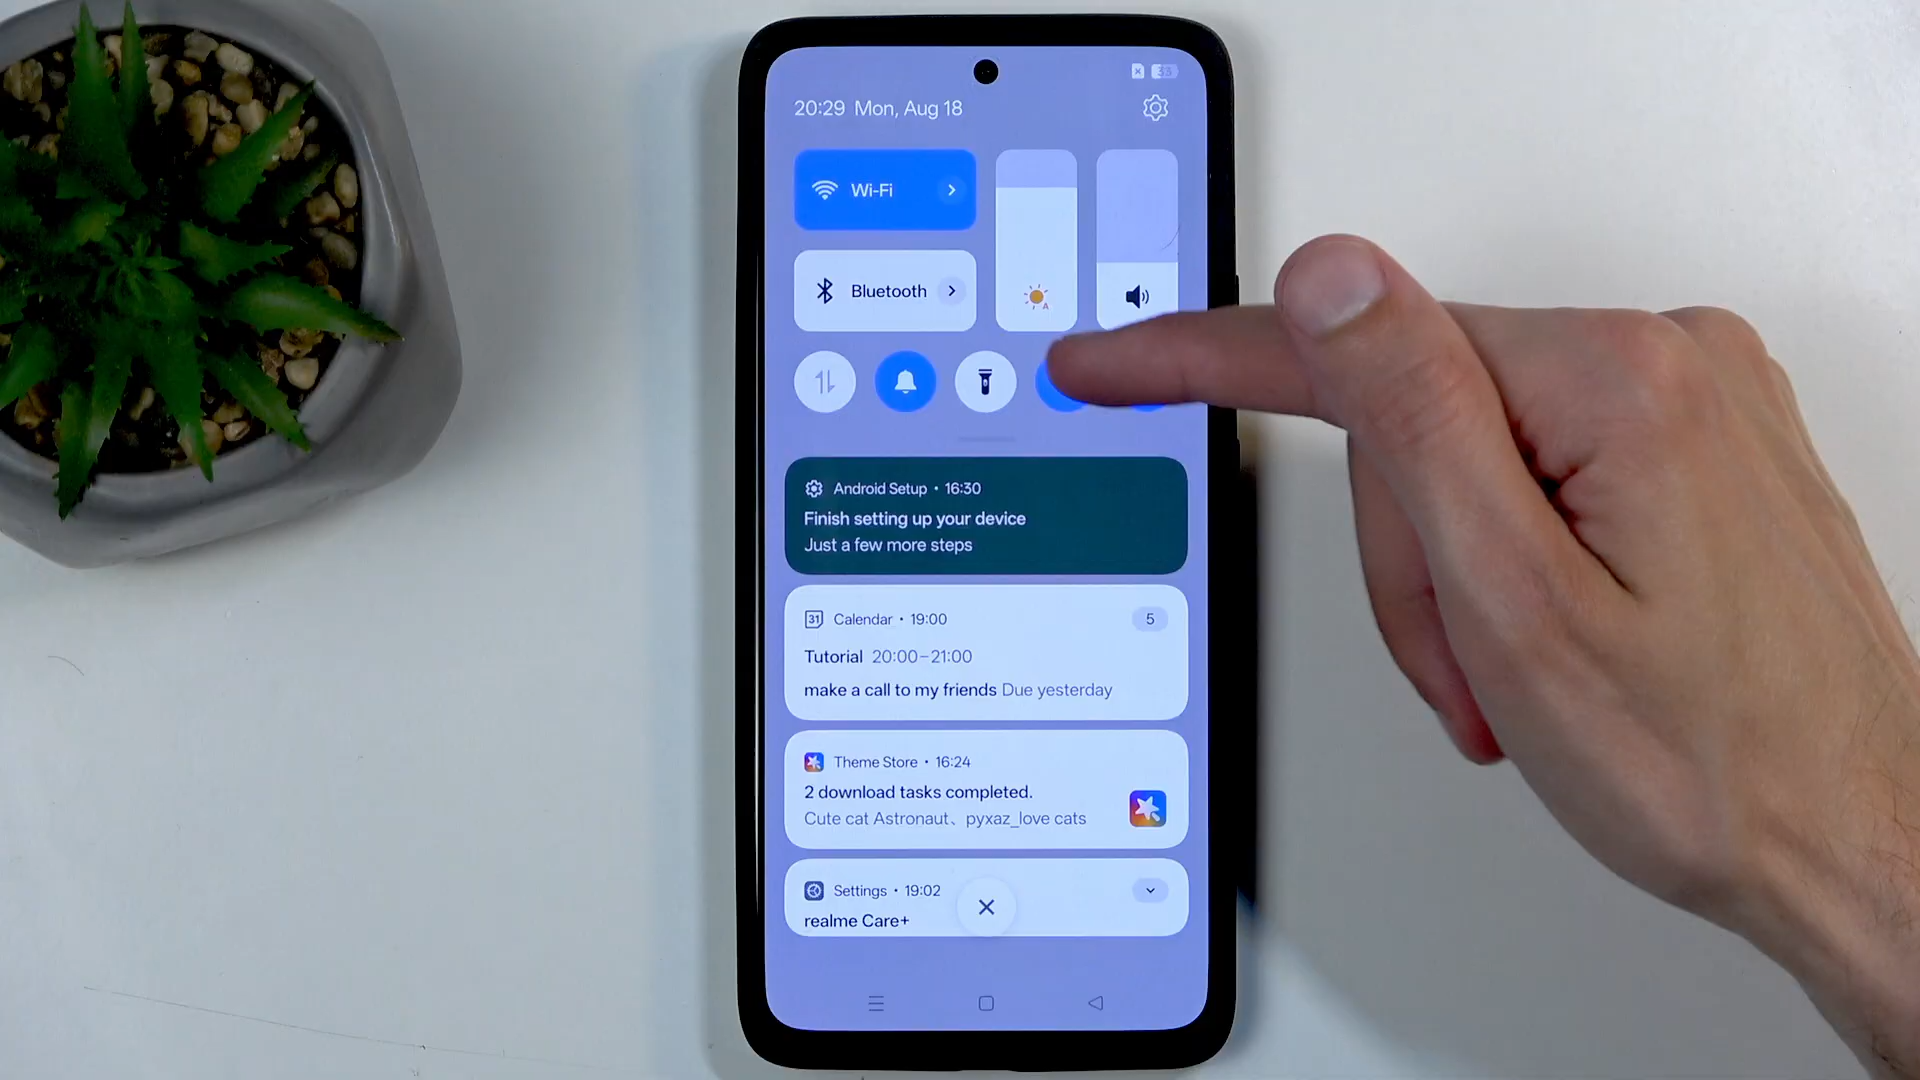 33
20:29 Mon, Aug 18
Wi-Fi
Bluetooth
A
Android Setup • 16:30
Finish setting up your device
Just a few more steps
31 Calendar • 19:00 5
Tutorial 20:00–21:00
make a call to my friends Due yesterday
Theme Store • 16:24
2 download tasks completed.
Cute cat Astronaut、pyxaz_love cats
Settings • 19:02
realme Care+